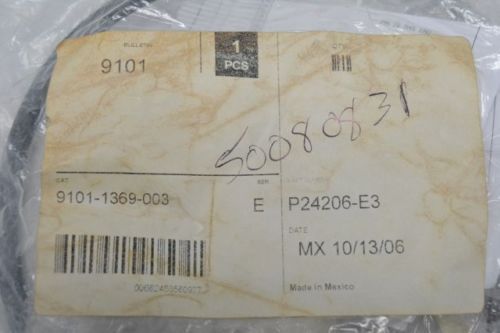 BULLETIN
9101
1
PCS
QTY
50080831
CAT
9101-1369-003
SER
E
P24206-E3
DATE
MX 10/13/06
Made in Mexico